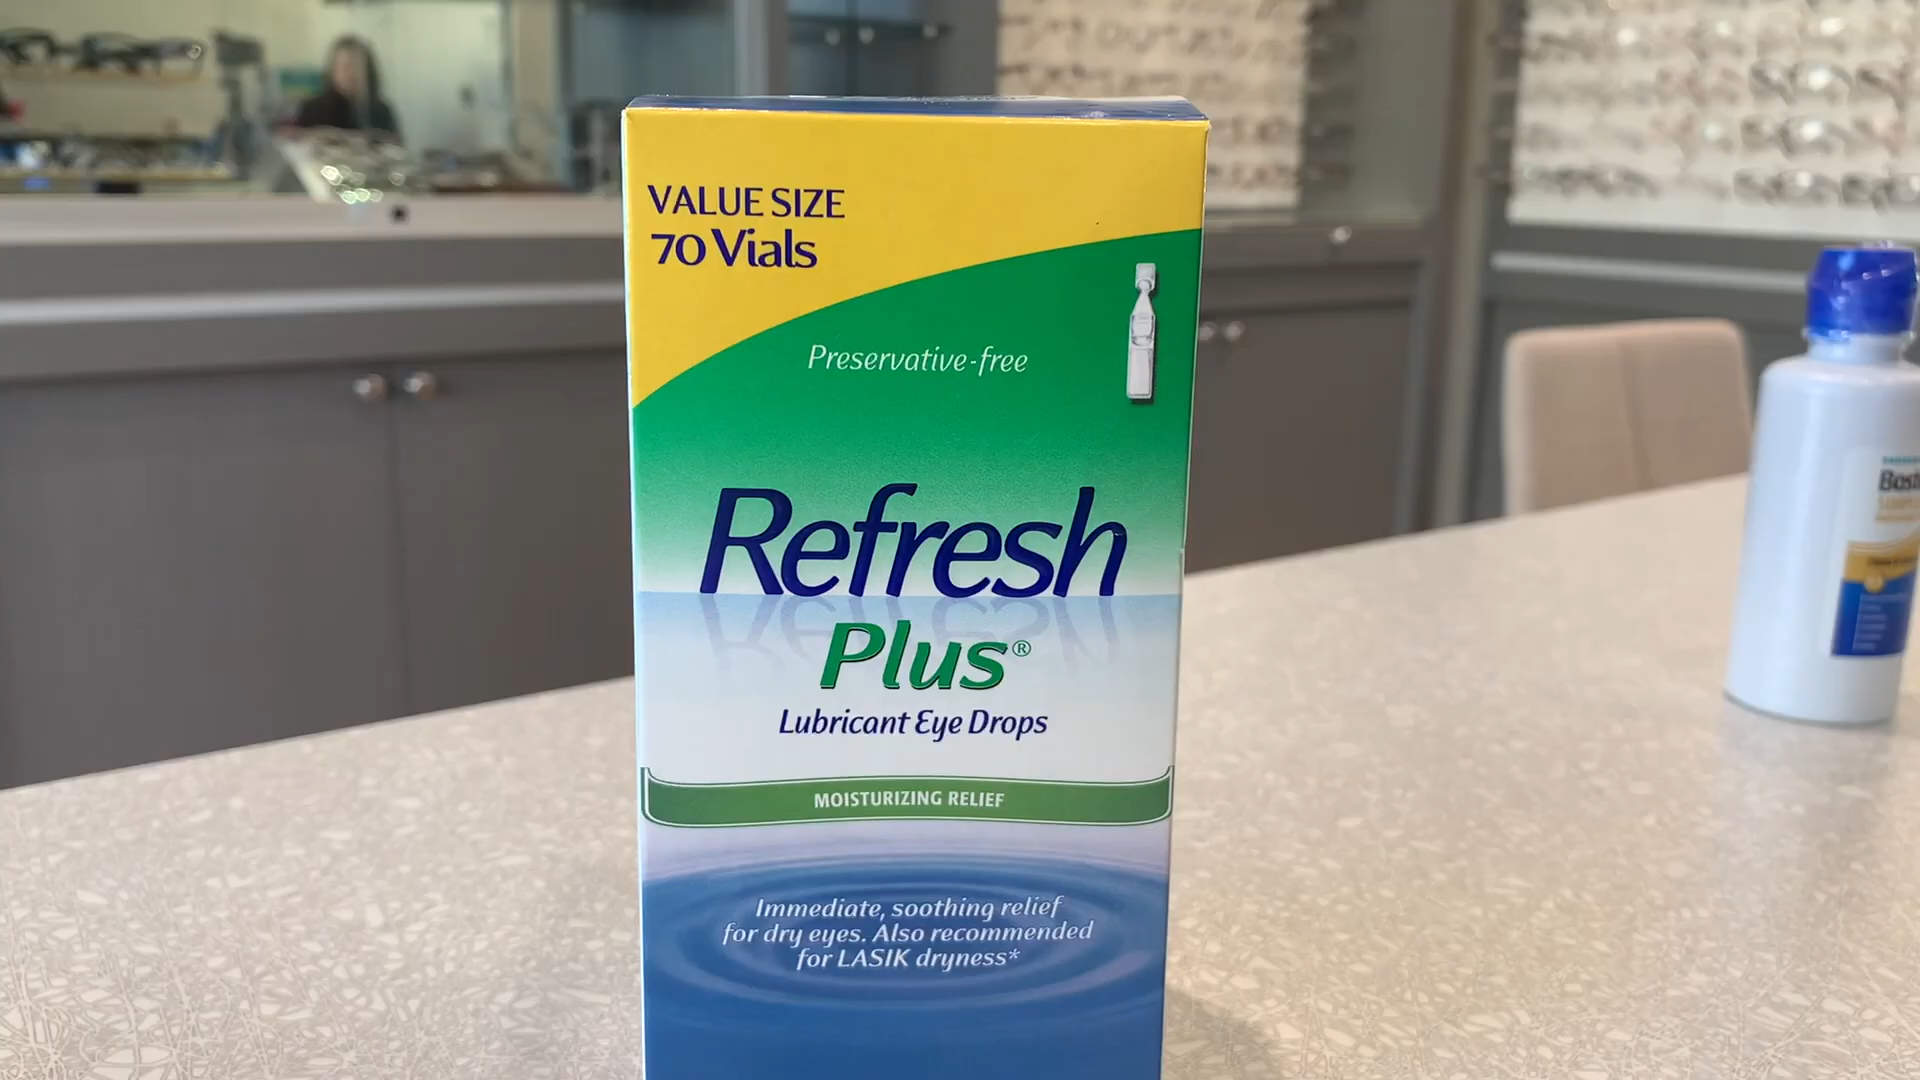 VALUE SIZE
70 Vials
Preservative-free
Refresh
Plus®
Lubricant Eye Drops
MOISTURIZING RELIEF
Immediate, soothing relief
for dry eyes. Also recommended
for LASIK dryness*
Bost